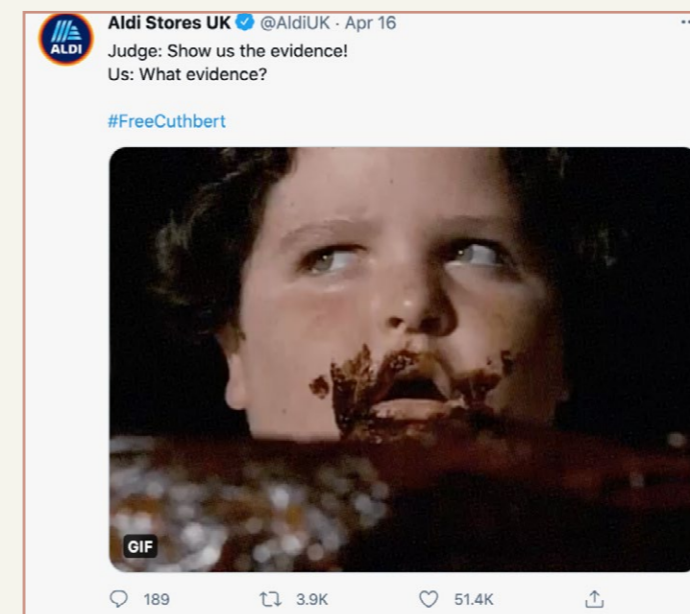 ALDI
Aldi Stores UK @AldiUK · Apr 16
Judge: Show us the evidence!
Us: What evidence?
#FreeCuthbert
GIF
189 3.9K 51.4K